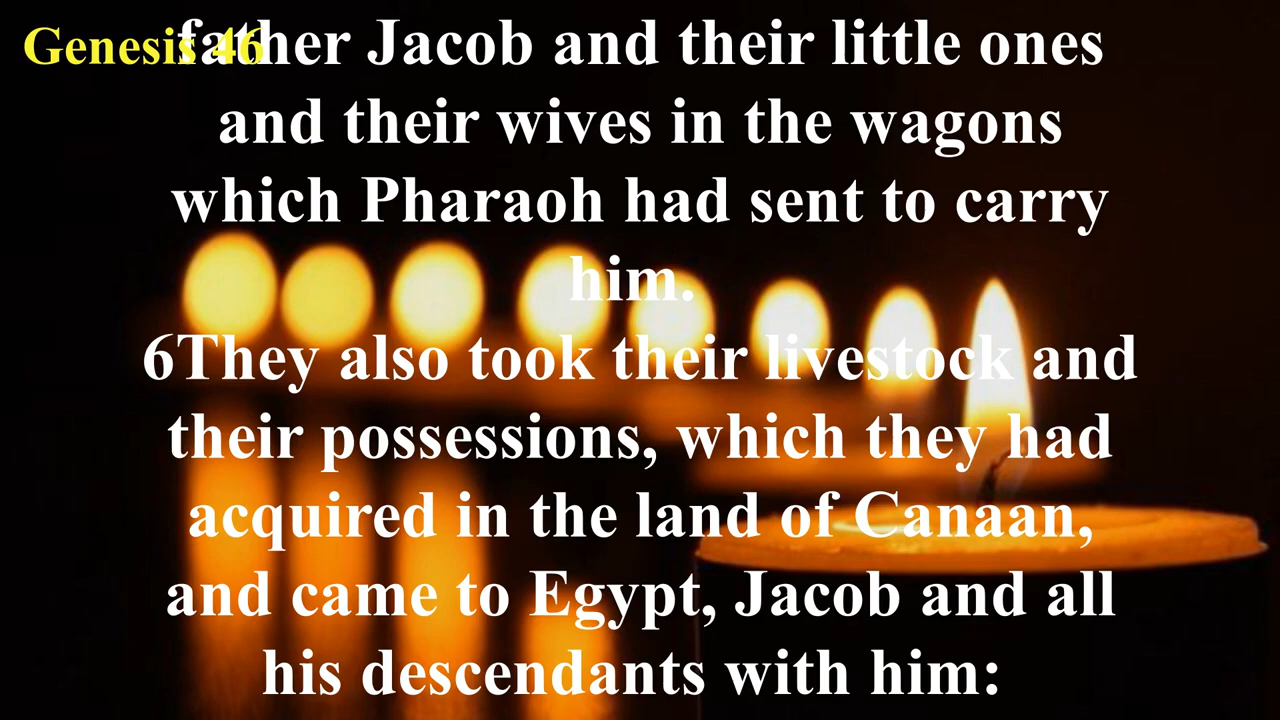 Genesis 46
father Jacob and their little ones
and their wives in the wagons
which Pharaoh had sent to carry
him.
6They also took their livestock and
their possessions, which they had
acquired in the land of Canaan,
and came to Egypt, Jacob and all
his descendants with him: